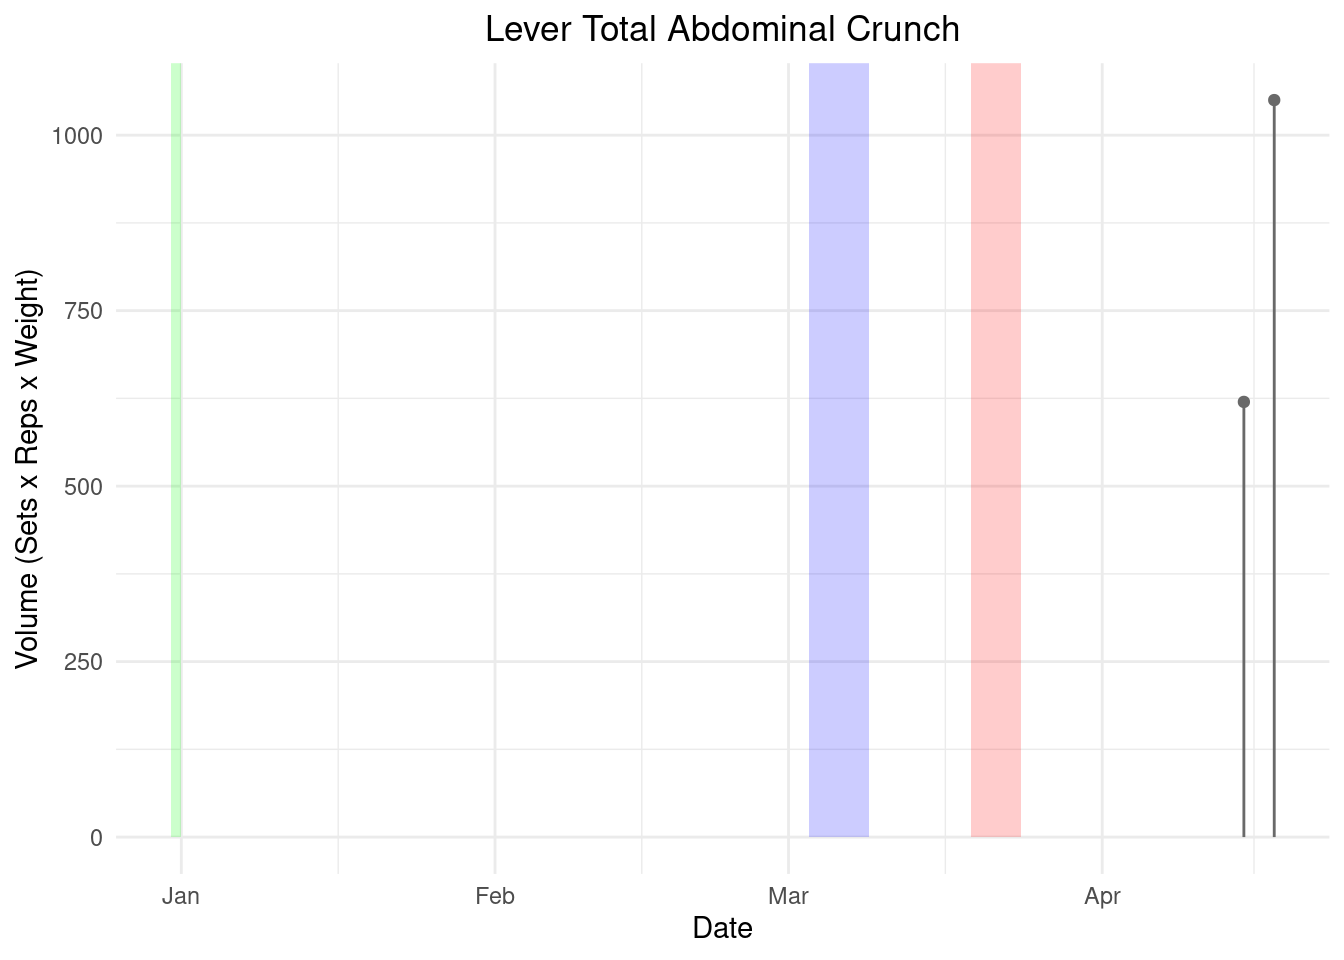 Lever Total Abdominal Crunch
Volume (Sets x Reps x Weight)
1000
750
500
250
0
Jan Feb Mar Apr
Date